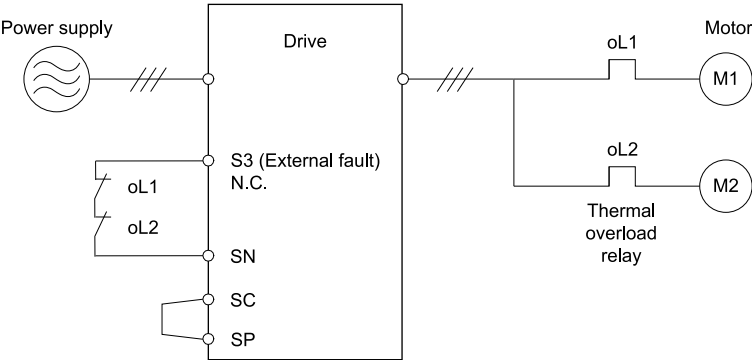 Power supply
Drive
oL1
Motor
M1
S3 (External fault)
N.C.
oL1
oL2
oL2
M2
Thermal
overload
relay
SN
SC
SP